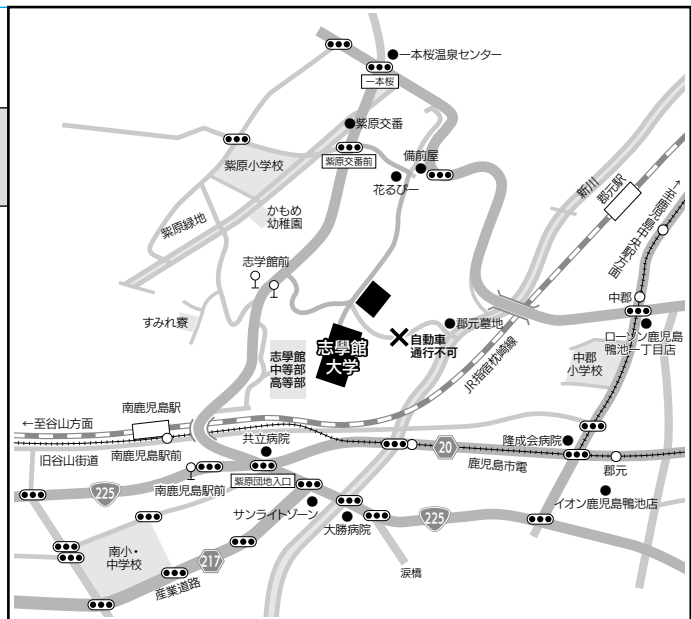 一本桜温泉センター
一本桜
紫原交番
紫原小学校
紫原交番前
備前屋
花るぴー
新川
郡元駅
→至鹿児島中央駅方面
かもめ
幼稚園
紫原緑地
志学館前
中郡
すみれ寮
郡元墓地
自動車
通行不可
ローソン鹿児島
鴨池一丁目店
志學館
大学
志學館
中等部
高等部
JR指宿枕崎線
中郡
小学校
南鹿児島駅
←至谷山方面
共立病院
隆成会病院
20
旧谷山街道
南鹿児島駅前
鹿児島市電
郡元
225
南鹿児島駅前
紫原団地入口
イオン鹿児島鴨池店
サンライトゾーン
大勝病院
225
南小・
中学校
217
産業道路
涙橋